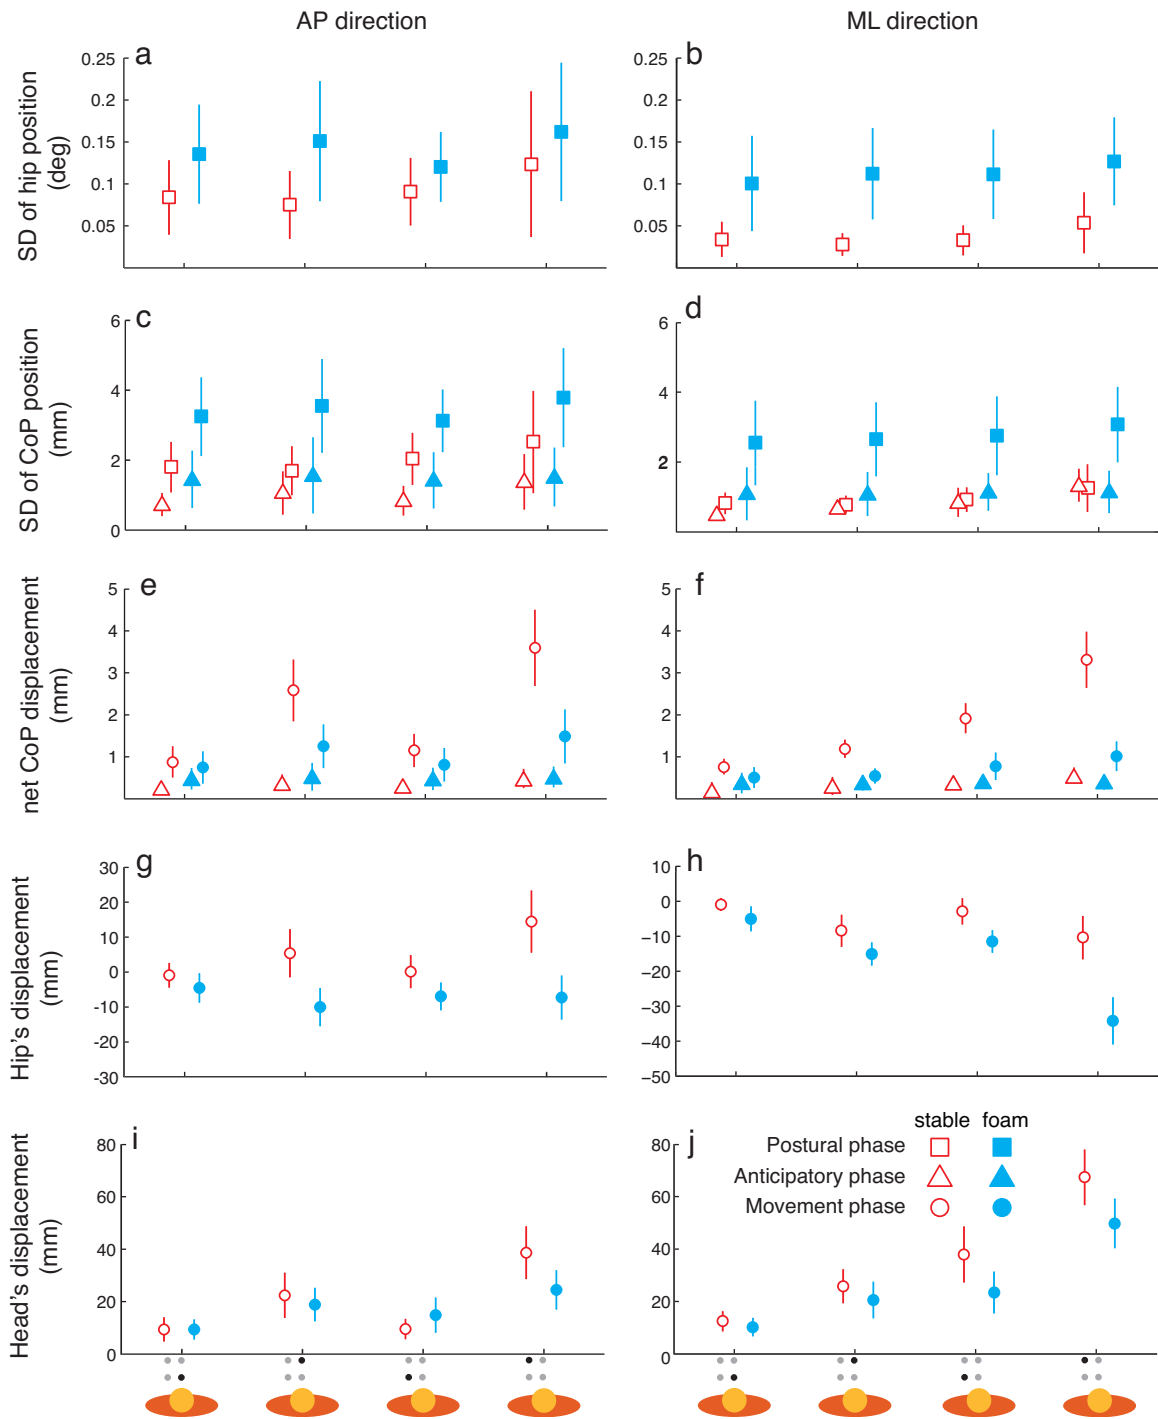 AP direction
ML direction
a
SD of hip position
(deg)
0.25
0.2
0.15
0.1
0.05
b
0.25
0.2
0.15
0.1
0.05
c
SD of CoP position
(mm)
6
4
2
0
d
6
4
2
e
net CoP displacement
(mm)
5
4
3
2
1
f
5
4
3
2
1
g
Hip's displacement
(mm)
30
20
10
0
-10
-20
-30
h
10
0
−10
−20
−30
−40
−50
i
Head's displacement
(mm)
80
60
40
20
0
j
80
60
40
20
0
stable foam
Postural phase
Anticipatory phase
Movement phase